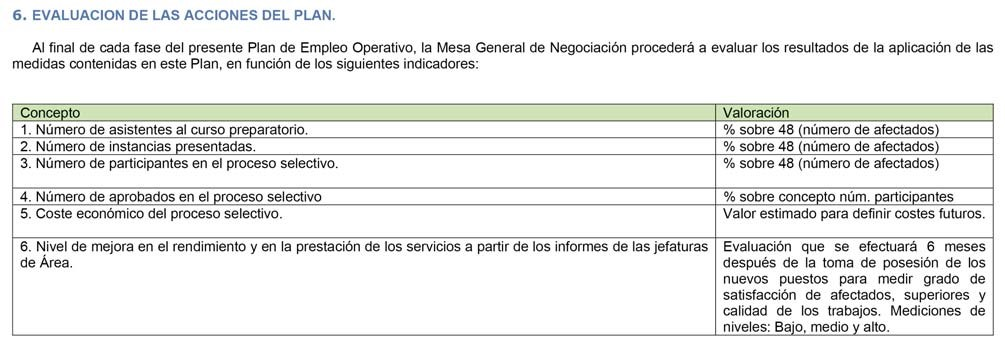 6. EVALUACION DE LAS ACCIONES DEL PLAN.
Al final de cada fase del presente Plan de Empleo Operativo, la Mesa General de Negociación procederá a evaluar los resultados de la aplicación de las
medidas contenidas en este Plan, en función de los siguientes indicadores:
Concepto Valoración
1. Número de asistentes al curso preparatorio. % sobre 48 (número de afectados)
2. Número de instancias presentadas. % sobre 48 (número de afectados)
3. Número de participantes en el proceso selectivo. % sobre 48 (número de afectados)
4. Número de aprobados en el proceso selectivo % sobre concepto núm. participantes
5. Coste económico del proceso selectivo. Valor estimado para definir costes futuros.
6. Nivel de mejora en el rendimiento y en la prestación de los servicios a partir de los informes de las jefaturas
de Área.
Evaluación que se efectuará 6 meses
después de la toma de posesión de los
nuevos puestos para medir grado de
satisfacción de afectados, superiores y
calidad de los trabajos. Mediciones de
niveles: Bajo, medio y alto.